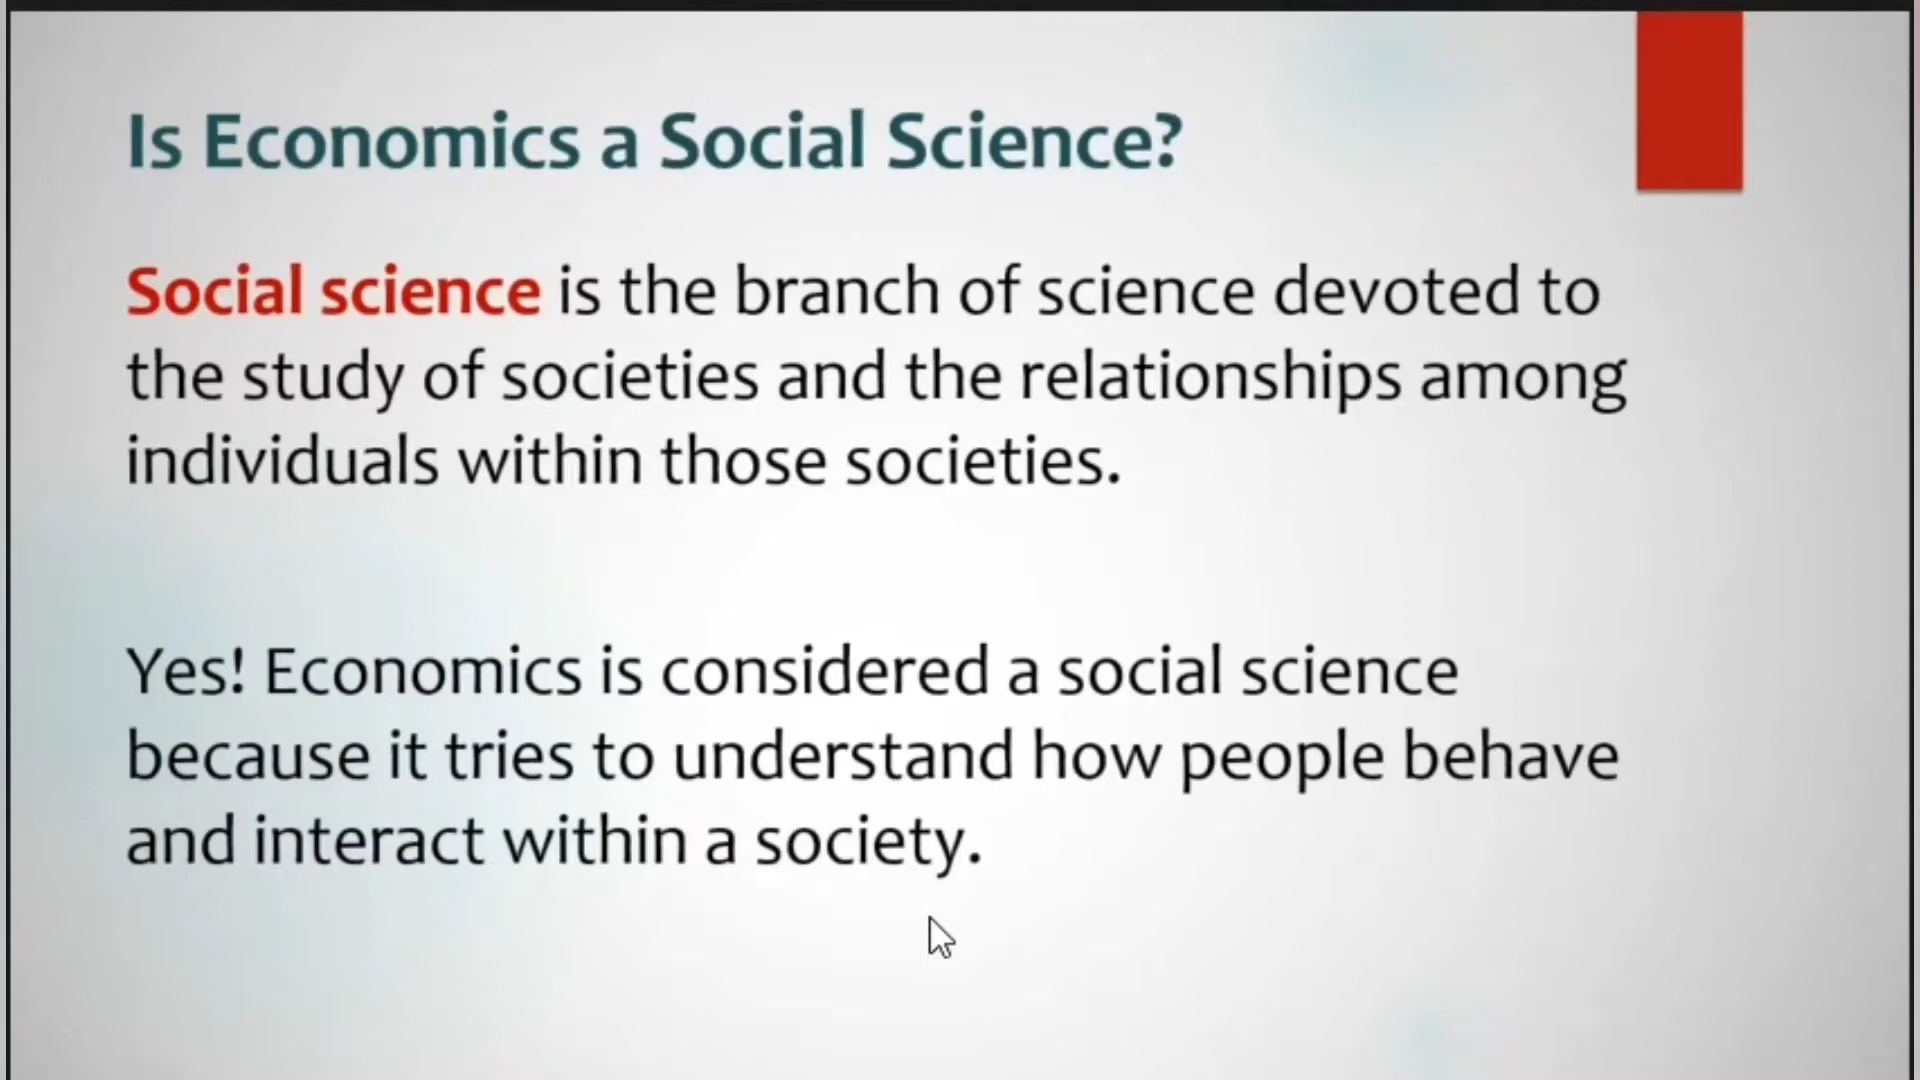 Is Economics a Social Science?
Social science is the branch of science devoted to
the study of societies and the relationships among
individuals within those societies.
Yes! Economics is considered a social science
because it tries to understand how people behave
and interact within a society.